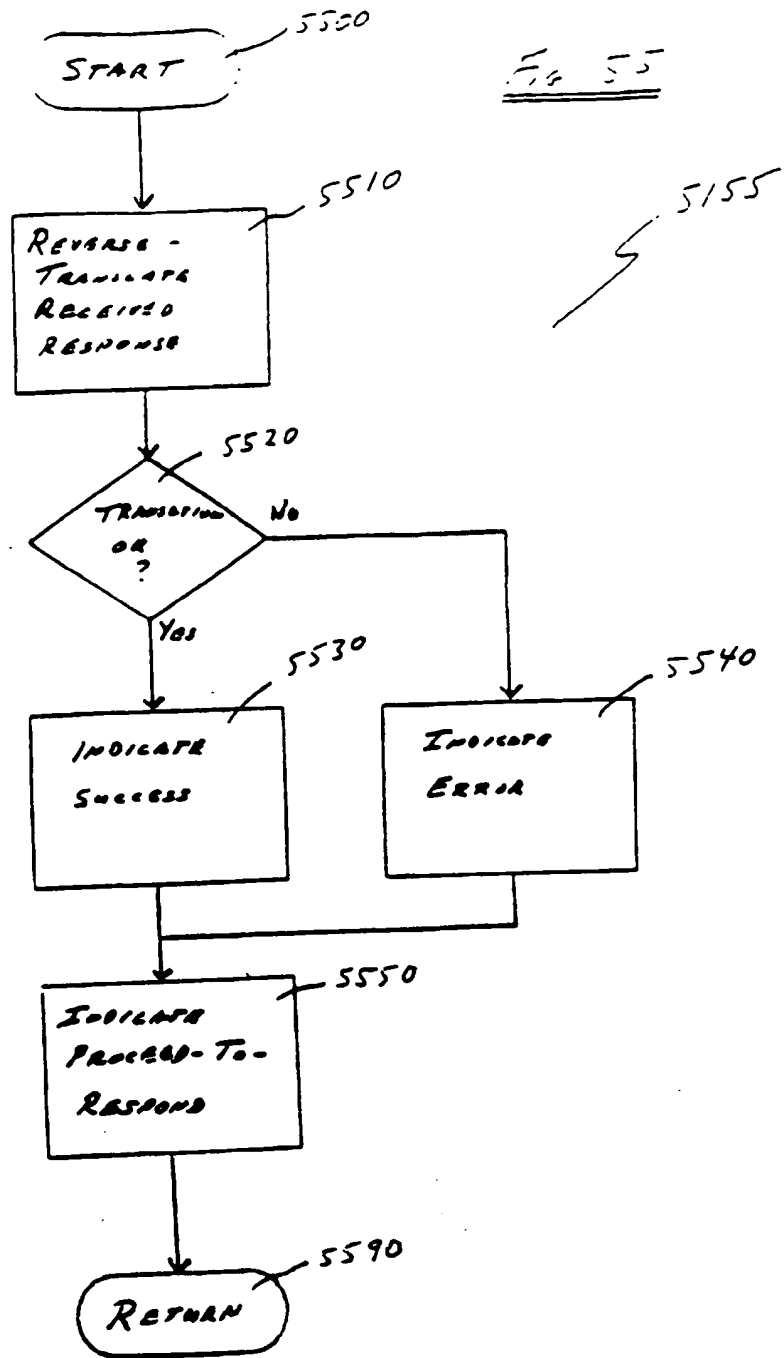 5500
START
Fig 55
5510
5155
REVERSE-
TRANSLATE
RECEIVED
RESPONSE
5520
TRANSLATION
OK
?
No
Yes
5530
5540
INDICATE
SUCCESS
INDICATE
ERROR
5550
INDICATE
PROCEED-TO-
RESPOND
5590
RETURN